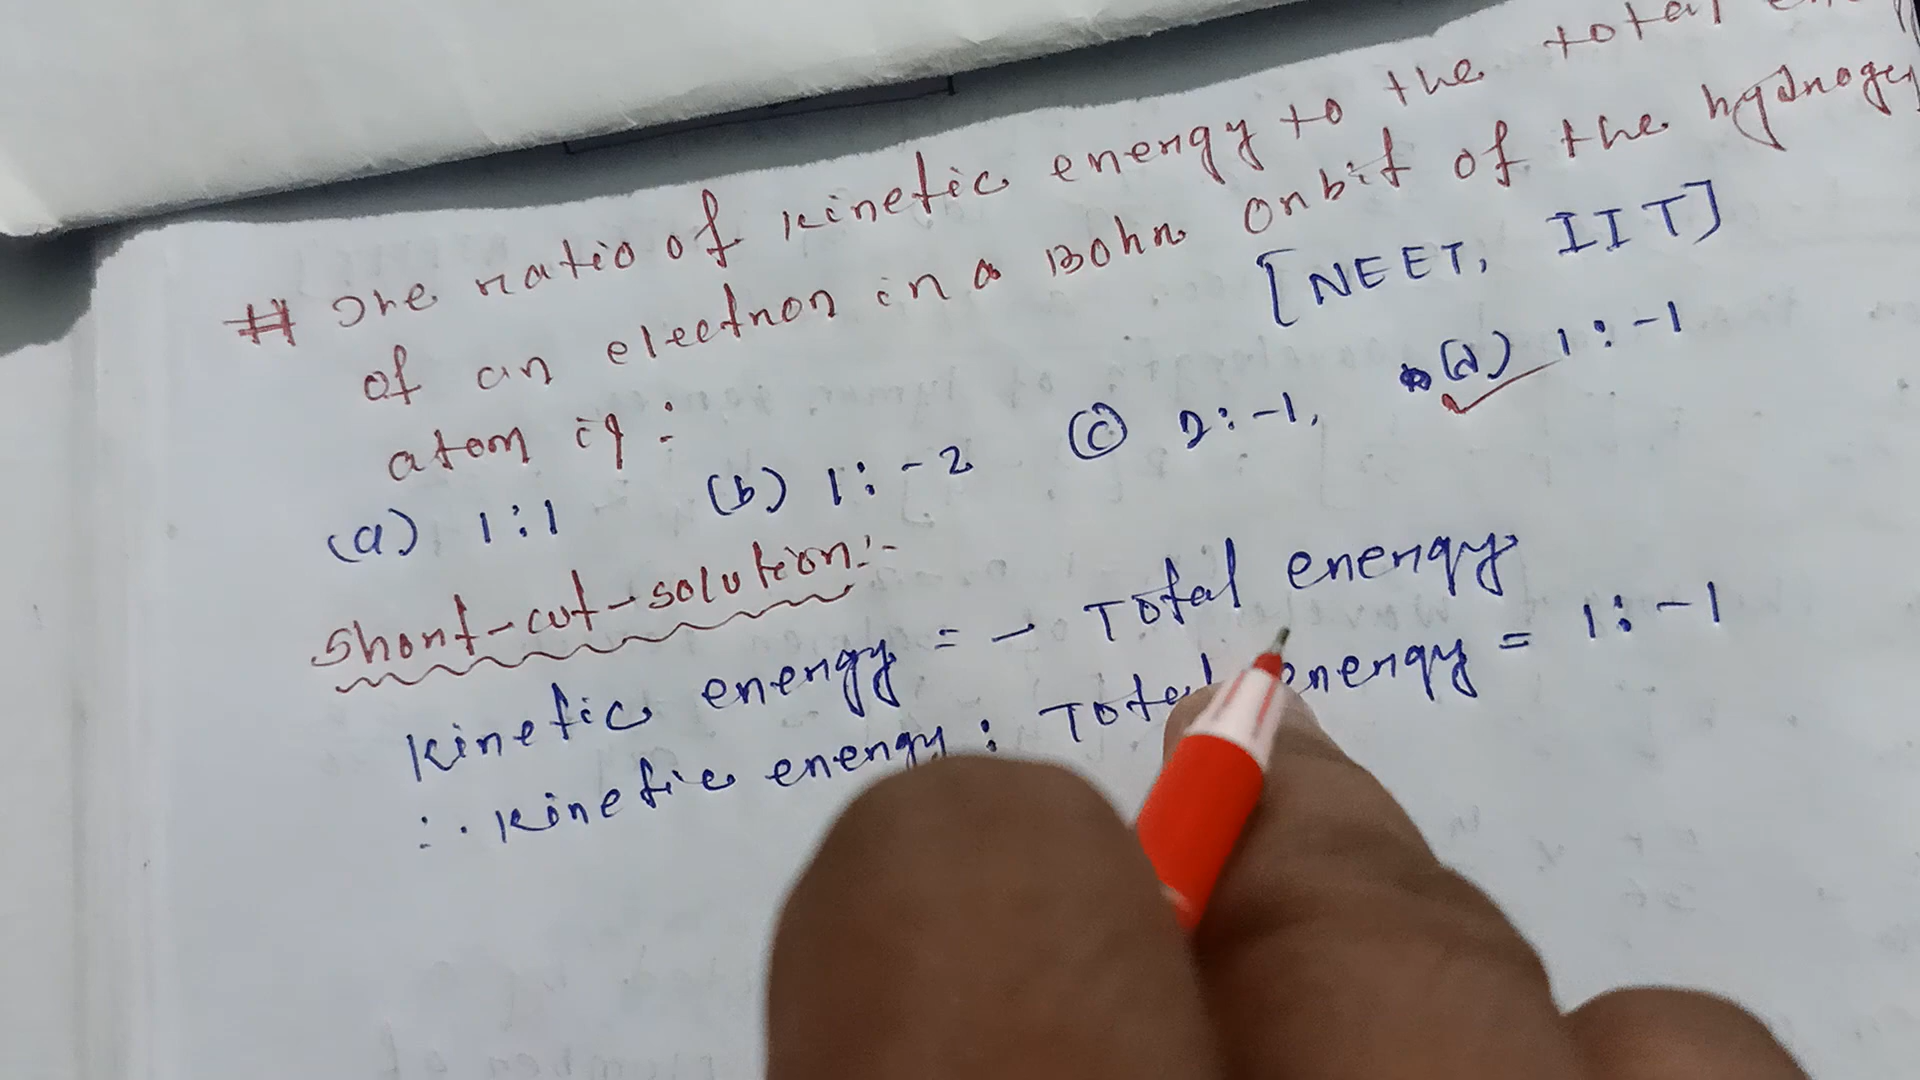 # The ratio of kinetic energy to the total
of an electron in a Bohr orbit of the hydrogen
atom is :
[NEET, IIT]
(a) 1:1 (b) 1:-2 (c) 2:-1, (d) 1:-1
Short-cut-solution:-
Kinetic energy = - Total energy
∴ Kinetic energy : Total energy = 1:-1